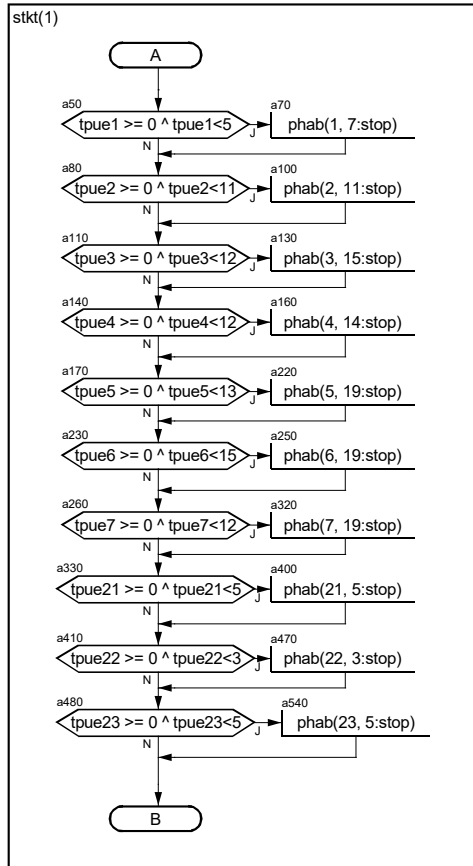 stkt(1)
A
a50
tpue1 >= 0 ^ tpue1<5
J
N
a70
phab(1, 7:stop)
a80
tpue2 >= 0 ^ tpue2<11
J
N
a100
phab(2, 11:stop)
a110
tpue3 >= 0 ^ tpue3<12
J
N
a130
phab(3, 15:stop)
a140
tpue4 >= 0 ^ tpue4<12
J
N
a160
phab(4, 14:stop)
a170
tpue5 >= 0 ^ tpue5<13
J
N
a220
phab(5, 19:stop)
a230
tpue6 >= 0 ^ tpue6<15
J
N
a250
phab(6, 19:stop)
a260
tpue7 >= 0 ^ tpue7<12
J
N
a320
phab(7, 19:stop)
a330
tpue21 >= 0 ^ tpue21<5
J
N
a400
phab(21, 5:stop)
a410
tpue22 >= 0 ^ tpue22<3
J
N
a470
phab(22, 3:stop)
a480
tpue23 >= 0 ^ tpue23<5
J
N
a540
phab(23, 5:stop)
B